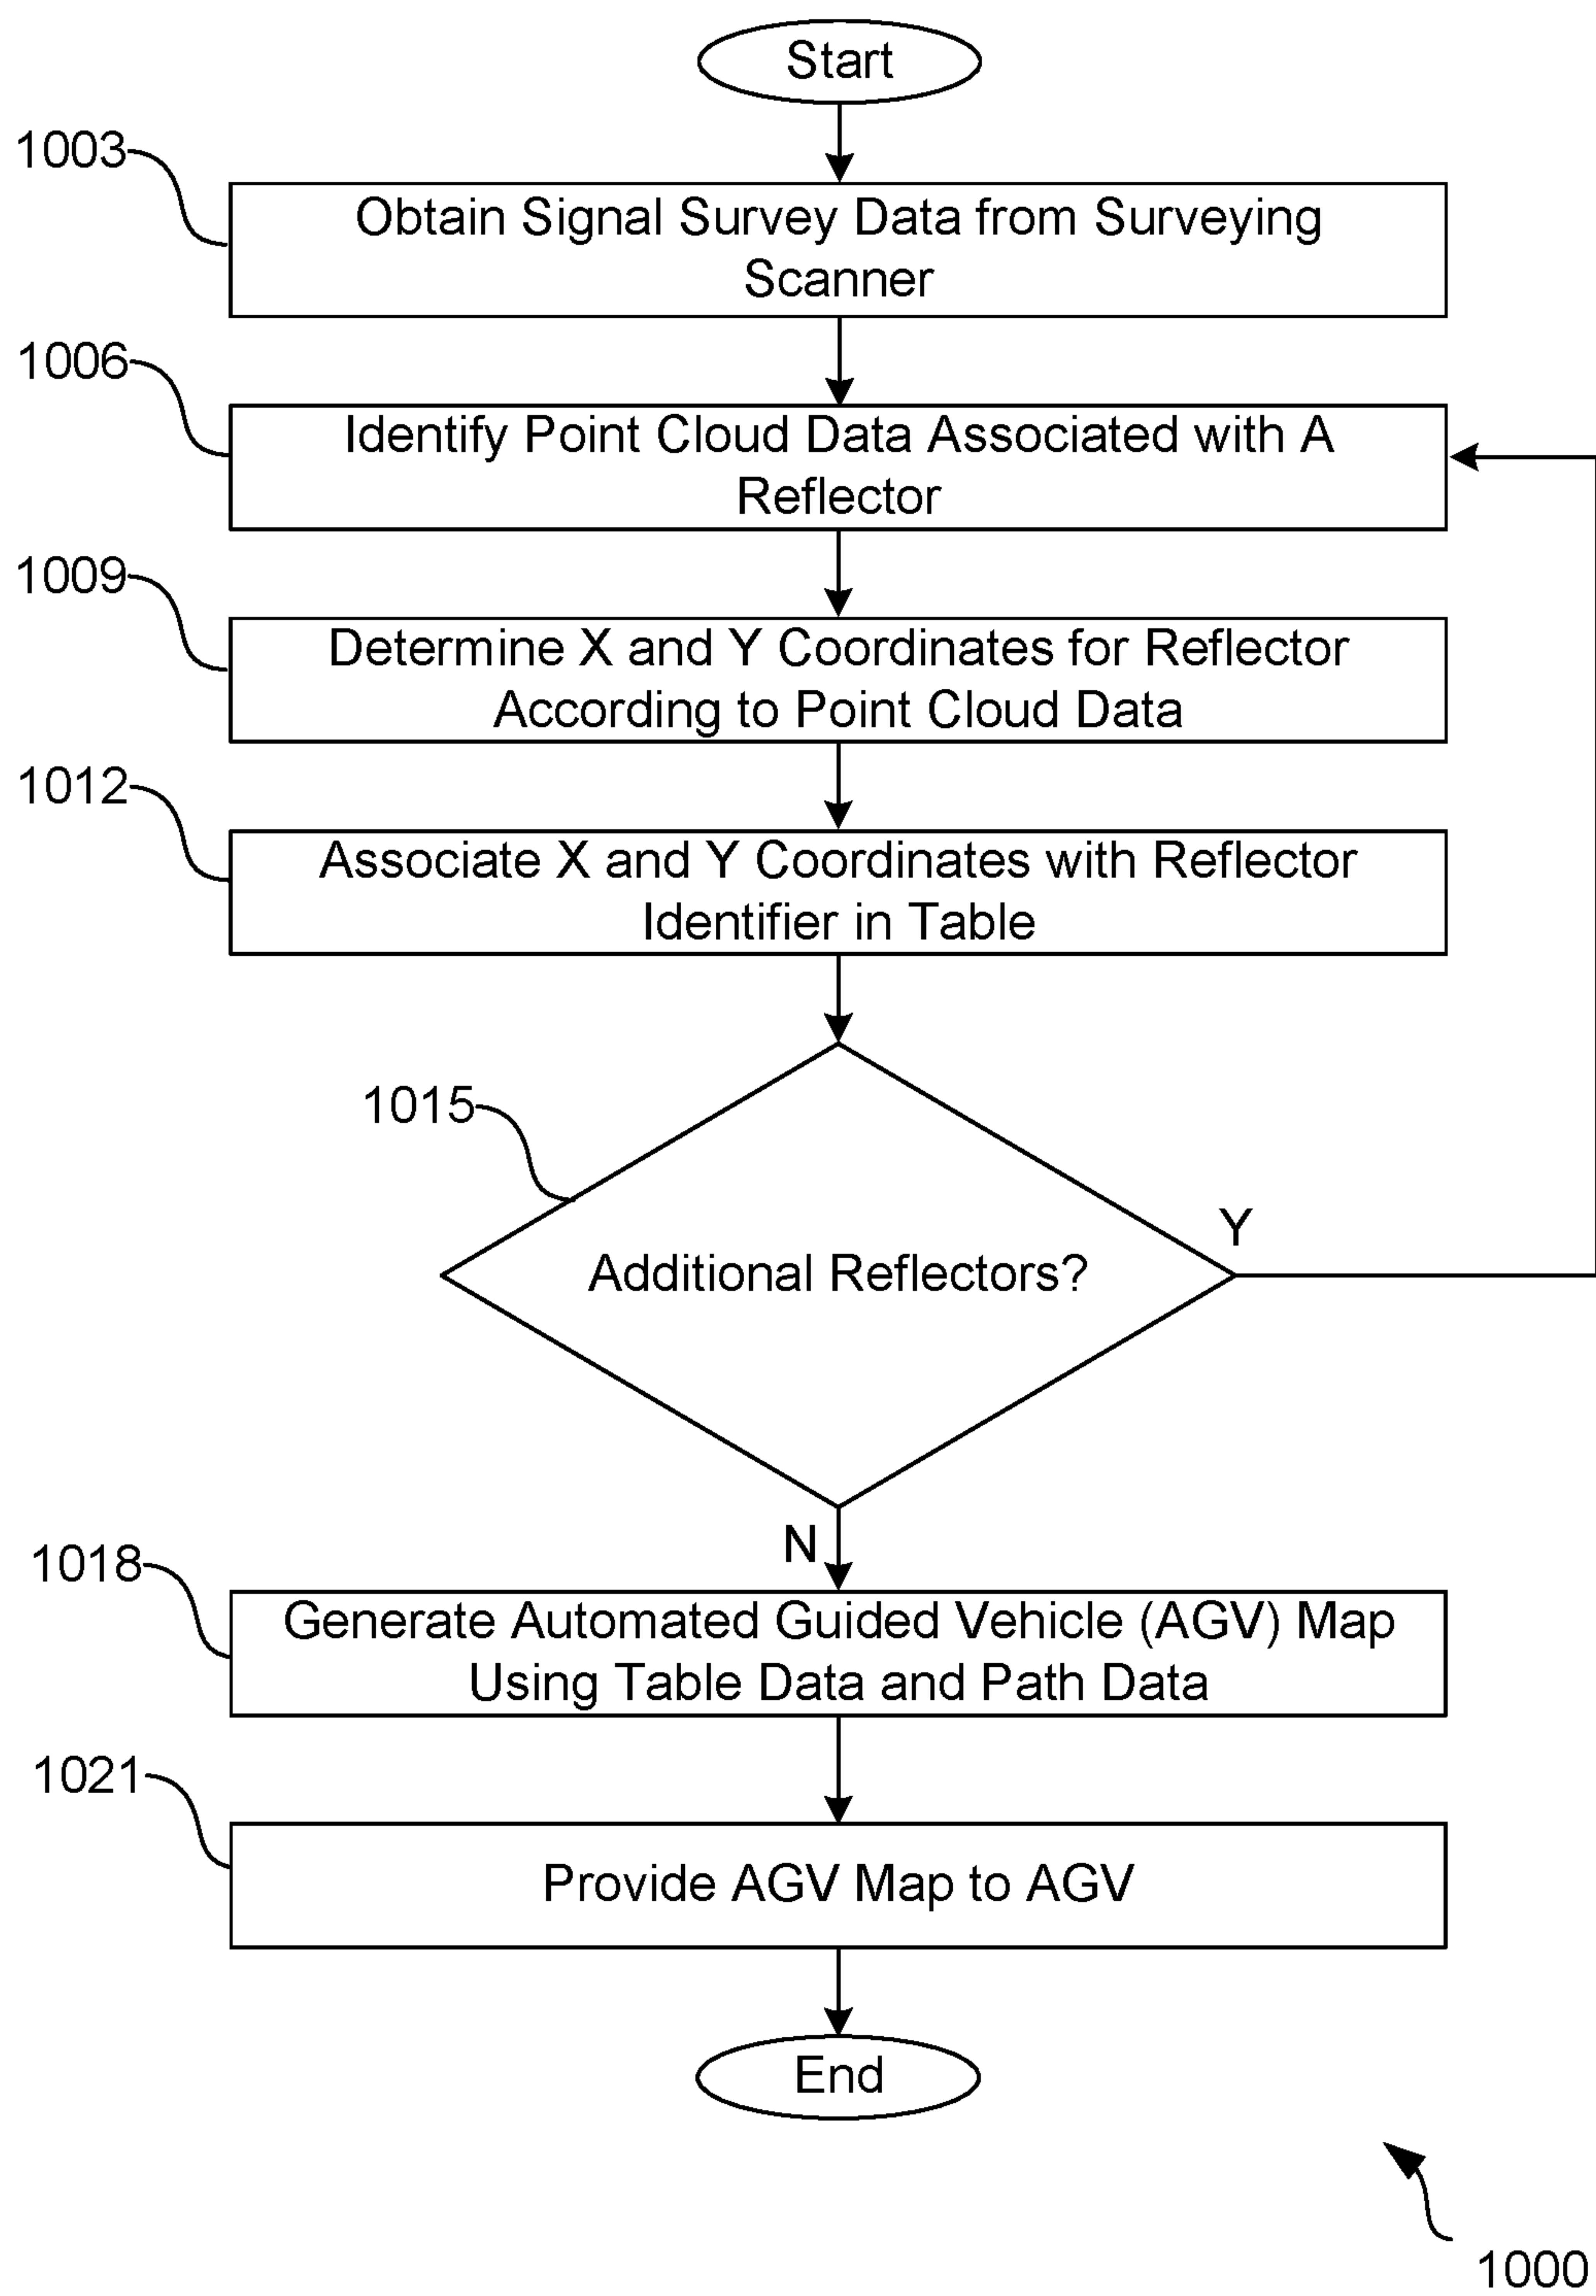 Start
1003
Obtain Signal Survey Data from Surveying
Scanner
1006
Identify Point Cloud Data Associated with A
Reflector
1009
Determine X and Y Coordinates for Reflector
According to Point Cloud Data
1012
Associate X and Y Coordinates with Reflector
Identifier in Table
1015
Additional Reflectors?
Y
N
1018
Generate Automated Guided Vehicle (AGV) Map
Using Table Data and Path Data
1021
Provide AGV Map to AGV
End
1000